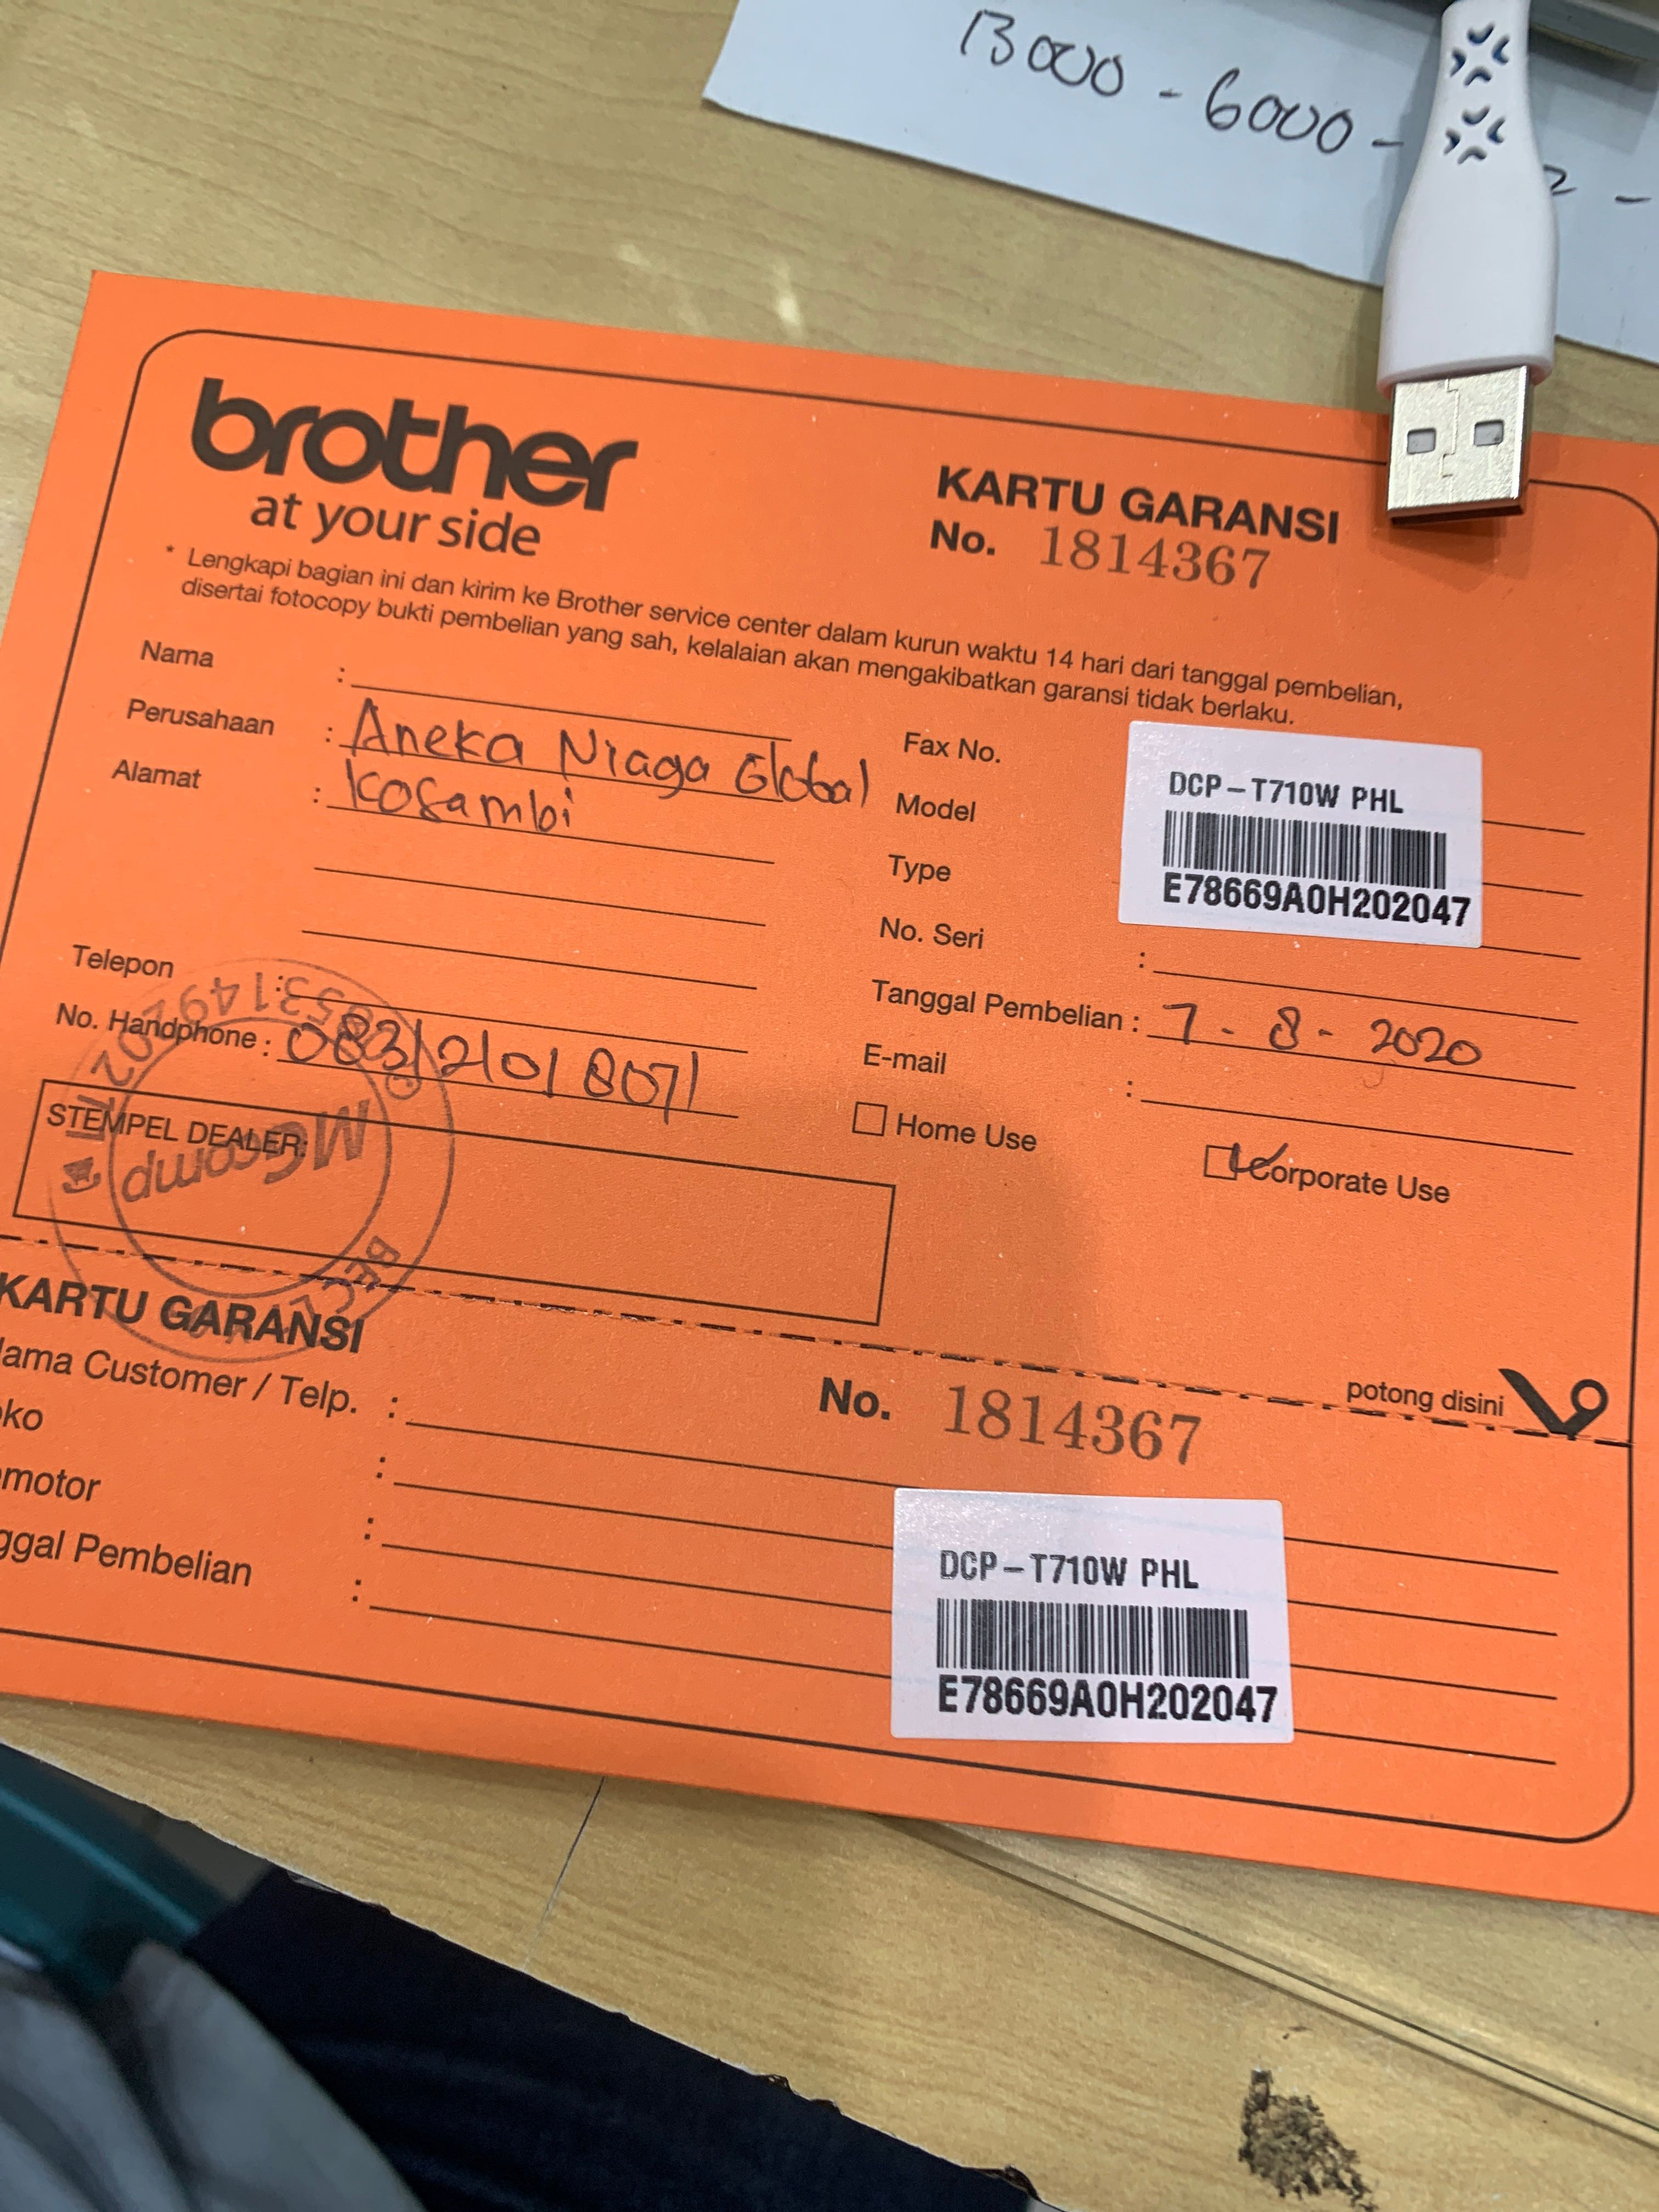 13000 - 6000 -
brother
at your side
KARTU GARANSI
No. 1814367
* Lengkapi bagian ini dan kirim ke Brother service center dalam kurun waktu 14 hari dari tanggal pembelian,
disertai fotocopy bukti pembelian yang sah, kelalaian akan mengakibatkan garansi tidak berlaku.
Nama :
Perusahaan : Aneka Niaga Global
Alamat : Kosambi
Telepon :
No. Handphone : 083121018071
STEMPEL DEALER:
MGcomp
Fax No.
Model
Type
No. Seri :
DCP-T710W PHL
E78669A0H202047
Tanggal Pembelian : 7 - 8 - 2020
E-mail :
Home Use
Corporate Use
potong disini
KARTU GARANSI
No. 1814367
ama Customer / Telp. :
ko :
motor :
ggal Pembelian :
DCP-T710W PHL
E78669A0H202047